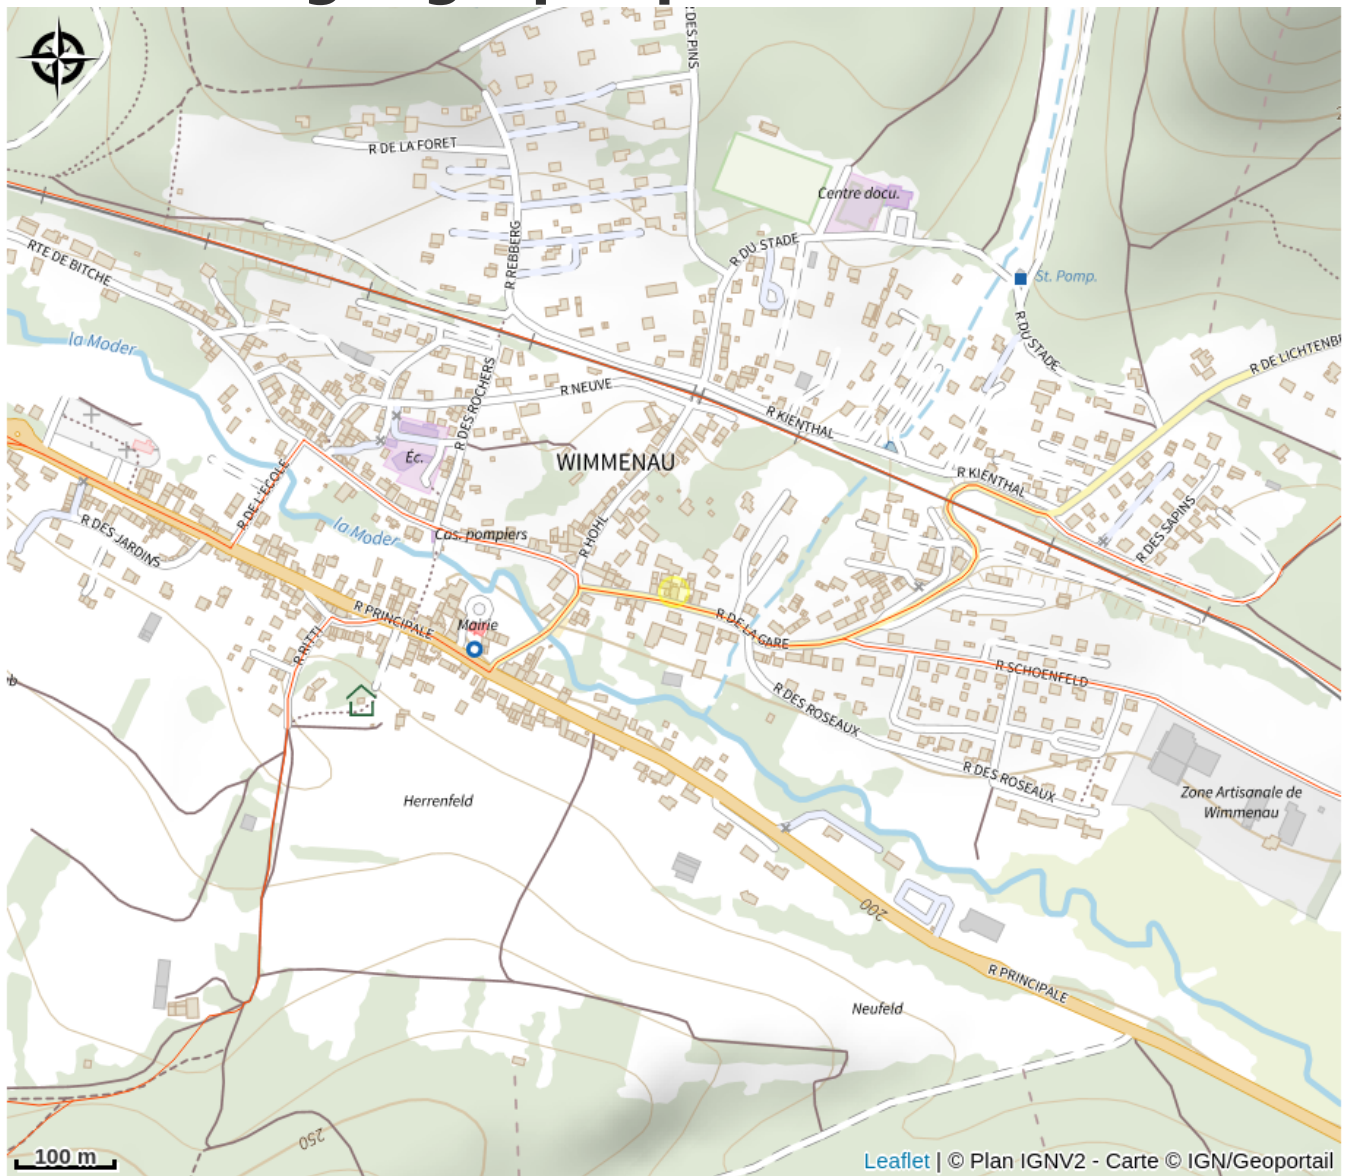 R DES PINS
R DE LA FORET
Centre docu.
R REBBERG
R DU STADE
RTE DE BITCHE
St. Pomp.
R DU STADE
la Moder
R DE LICHTENBE
R NEUVE
R DES ROCHERS
R KIENTHAL
Éc.
WIMMENAU
R KIENTHAL
R DE L'ECOLE
R DES SAPINS
la Moder
Cas. pompiers
R HOHL
R DES JARDINS
R PRINCIPALE
Mairie
R DE LA GARE
R RITTI
R SCHOENFELD
R DES ROSEAUX
R DES ROSEAUX
Herrenfeld
Zone Artisanale de
Wimmenau
200
R PRINCIPALE
Neufeld
250
100 m
Leaflet | © Plan IGNV2 - Carte © IGN/Geoportail